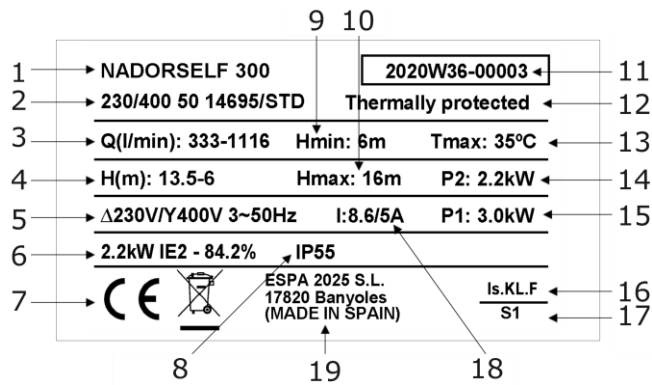 9 10
1 NADORSELF 300 2020W36-00003 11
2 230/400 50 14695/STD Thermally protected 12
3 Q(l/min): 333-1116 Hmin: 6m Tmax: 35ºC 13
4 H(m): 13.5-6 Hmax: 16m P2: 2.2kW 14
5 Δ230V/Y400V 3~50Hz I:8.6/5A P1: 3.0kW 15
6 2.2kW IE2 - 84.2% IP55
7 CE ESPA 2025 S.L. Is.KL.F 16
17820 Banyoles S1 17
(MADE IN SPAIN)
8 19 18